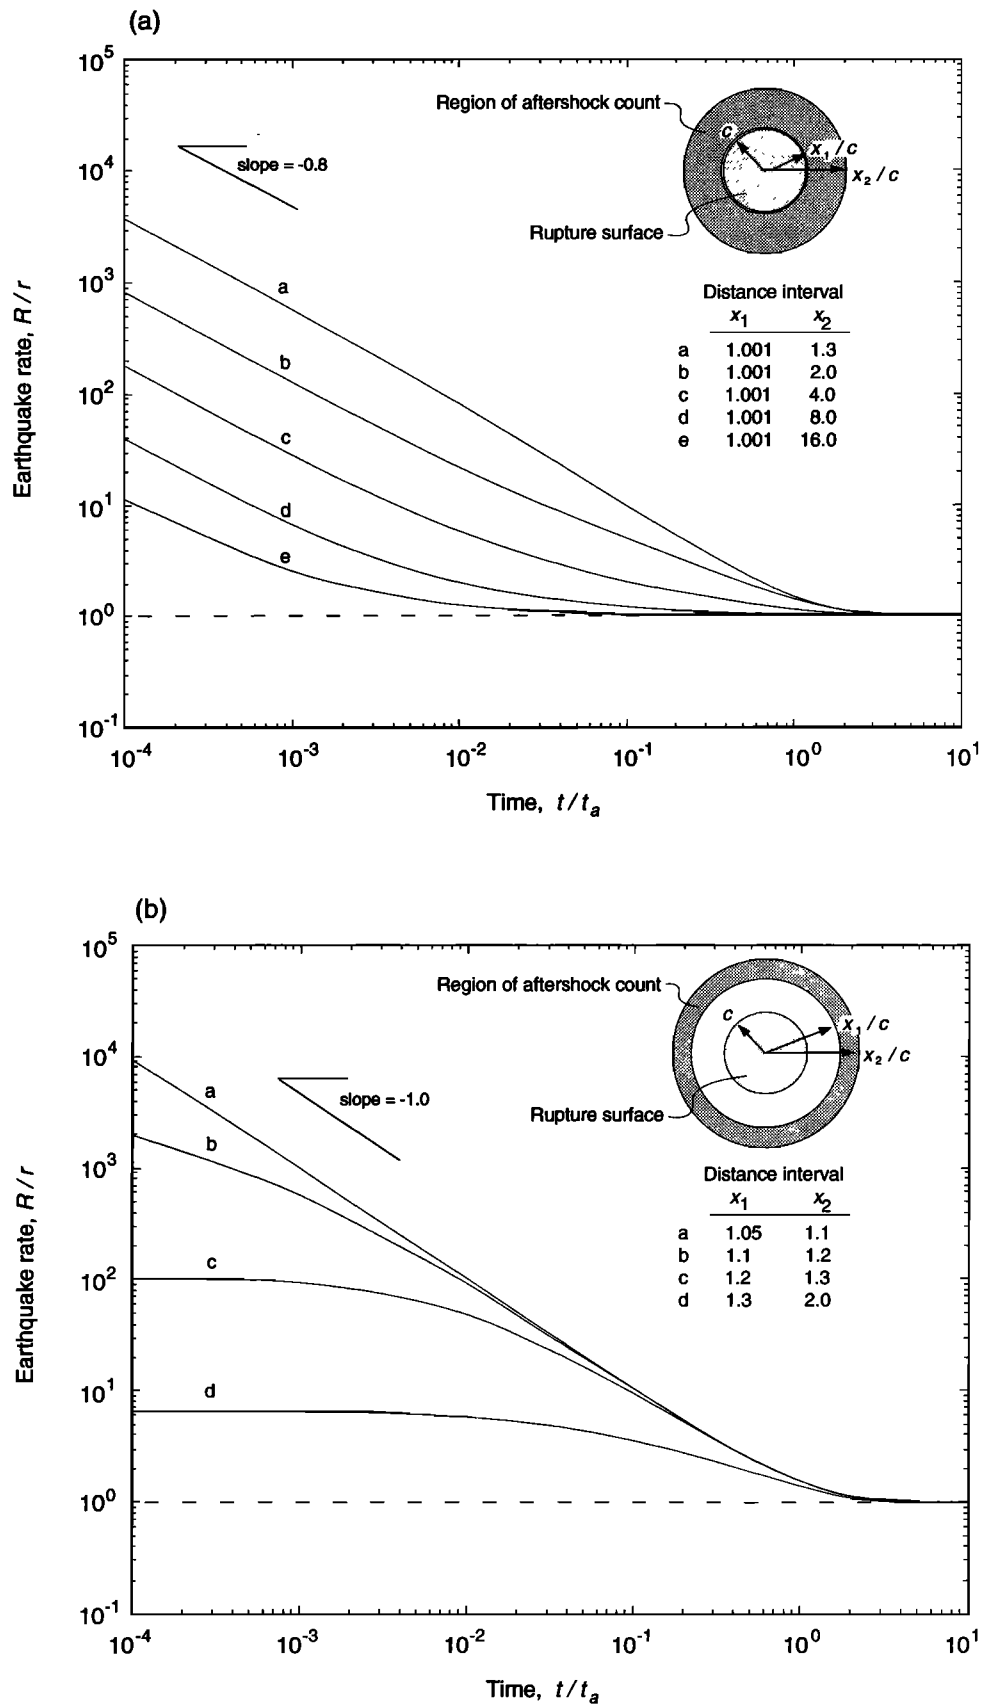 (a)
10^5
10^4
10^3
10^2
10^1
10^0
10^-1
Earthquake rate, R / r
slope = -0.8
a
b
c
d
e
Region of aftershock count
c
x1 / c
x2 / c
Rupture surface
Distance interval
x1 x2
a 1.001 1.3
b 1.001 2.0
c 1.001 4.0
d 1.001 8.0
e 1.001 16.0
10^-4 10^-3 10^-2 10^-1 10^0 10^1
Time, t / ta
(b)
10^5
10^4
10^3
10^2
10^1
10^0
10^-1
Earthquake rate, R / r
slope = -1.0
a
b
c
d
Region of aftershock count
c
x1 / c
x2 / c
Rupture surface
Distance interval
x1 x2
a 1.05 1.1
b 1.1 1.2
c 1.2 1.3
d 1.3 2.0
10^-4 10^-3 10^-2 10^-1 10^0 10^1
Time, t / ta